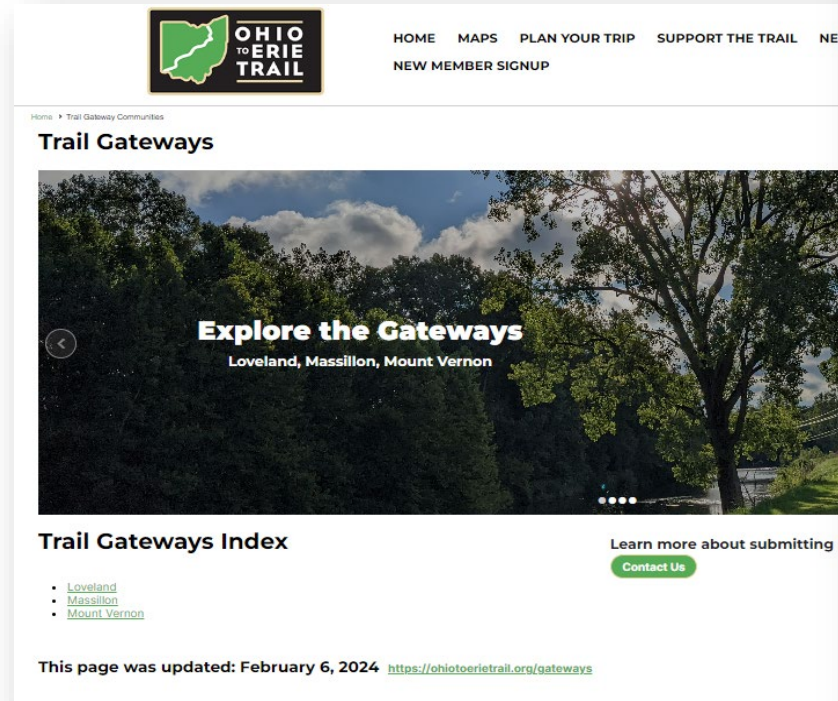 OHIO
TO ERIE
TRAIL
HOME MAPS PLAN YOUR TRIP SUPPORT THE TRAIL NE
NEW MEMBER SIGNUP
Home Trail Gateway Communities
Trail Gateways
Explore the Gateways
Loveland, Massillon, Mount Vernon
Trail Gateways Index
Learn more about submitting
Contact Us
Loveland
Massillon
Mount Vernon
This page was updated: February 6, 2024 https://ohiotoerietrail.org/gateways